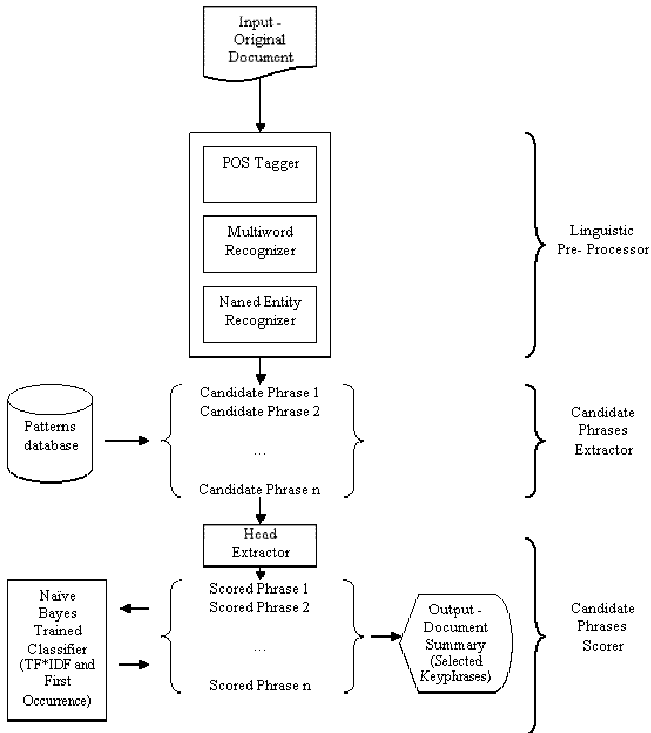 Input -
Original
Document
POS Tagger
Multiword
Recognizer
Naned Entity
Recognizer
Linguistic
Pre- Processor
Patterns
database
Candidate Phrase 1
Candidate Phrase 2
...
Candidate Phrase n
Candidate
Phrases
Extractor
Head
Extractor
Naive
Bayes
Trained
Classifier
(TF*IDF and
First
Occurrence)
Scored Phrase 1
Scored Phrase 2
...
Scored Phrase n
Output -
Document
Summary
(Selected
Keyphrases)
Candidate
Phrases
Scorer